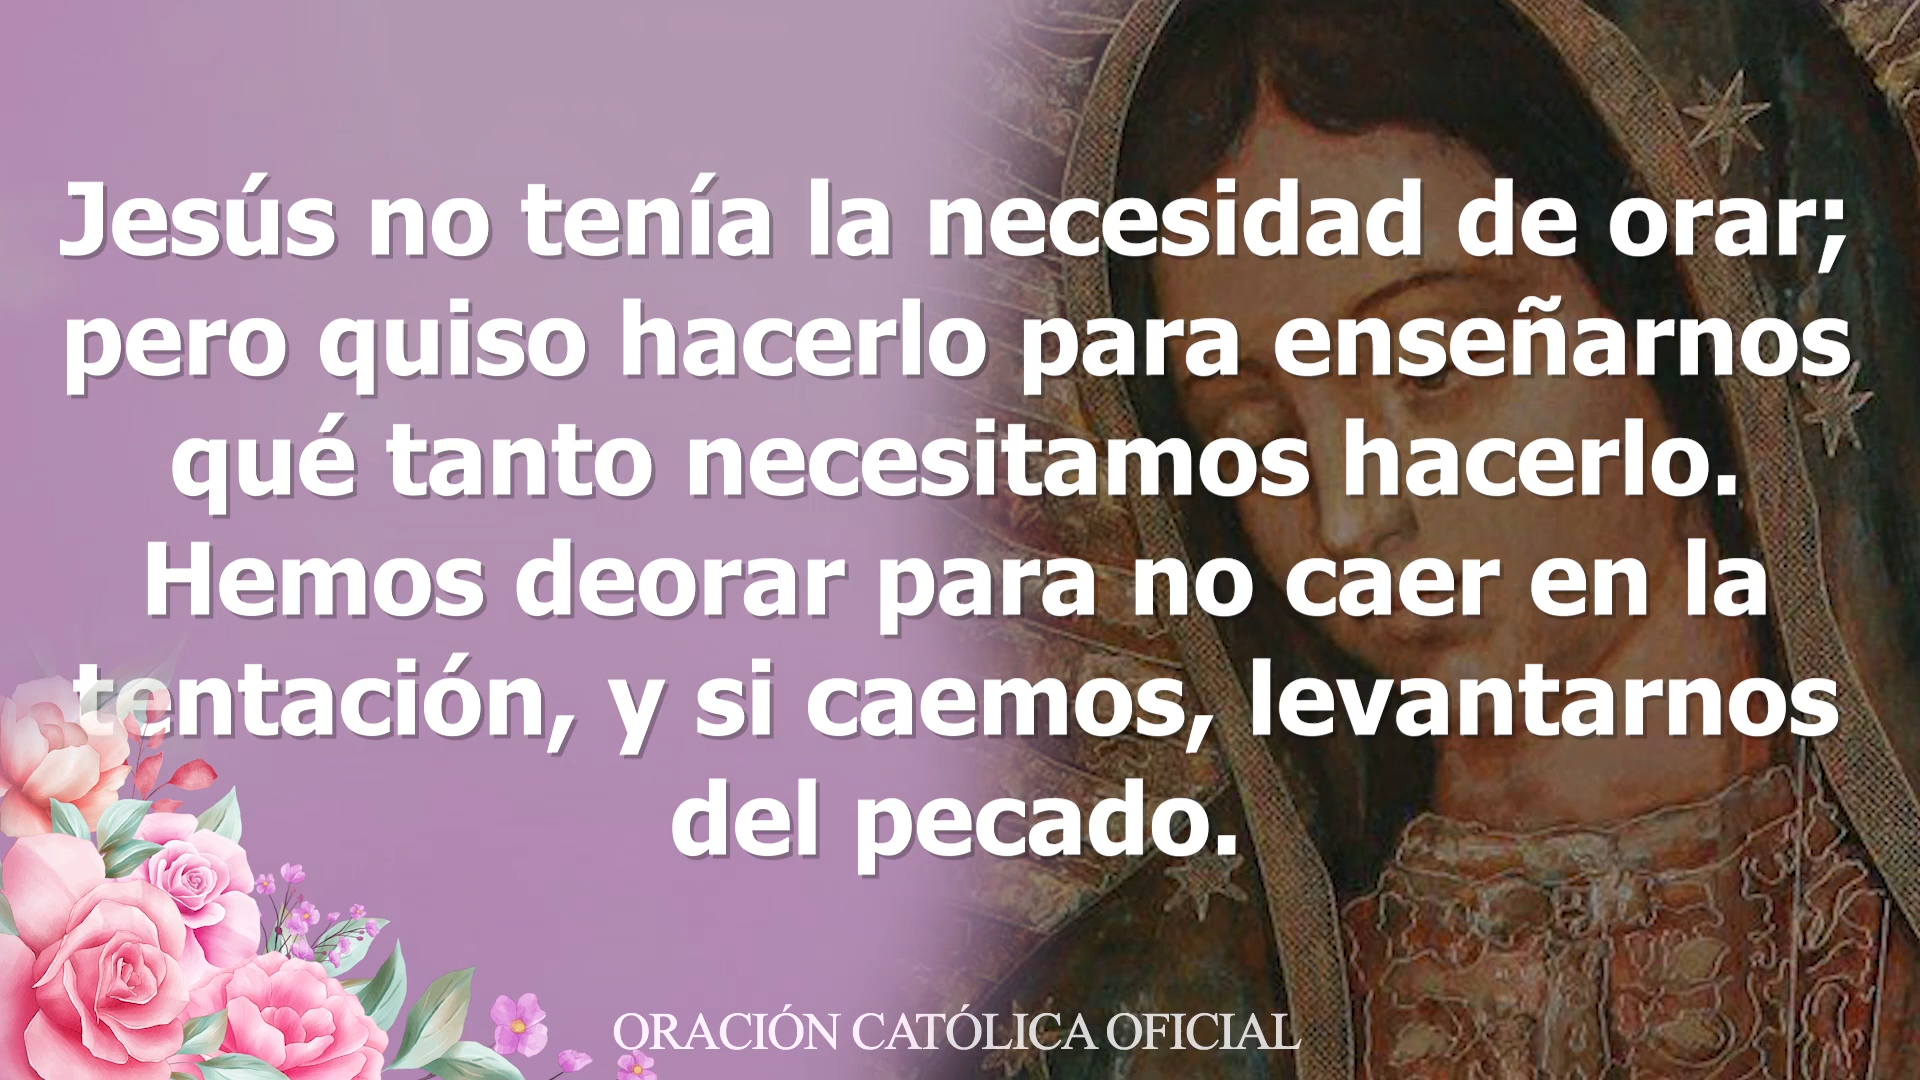 Jesús no tenía la necesidad de orar;
pero quiso hacerlo para enseñarnos
qué tanto necesitamos hacerlo.
Hemos deorar para no caer en la
tentación, y si caemos, levantarnos
del pecado.
ORACIÓN CATÓLICA OFICIAL